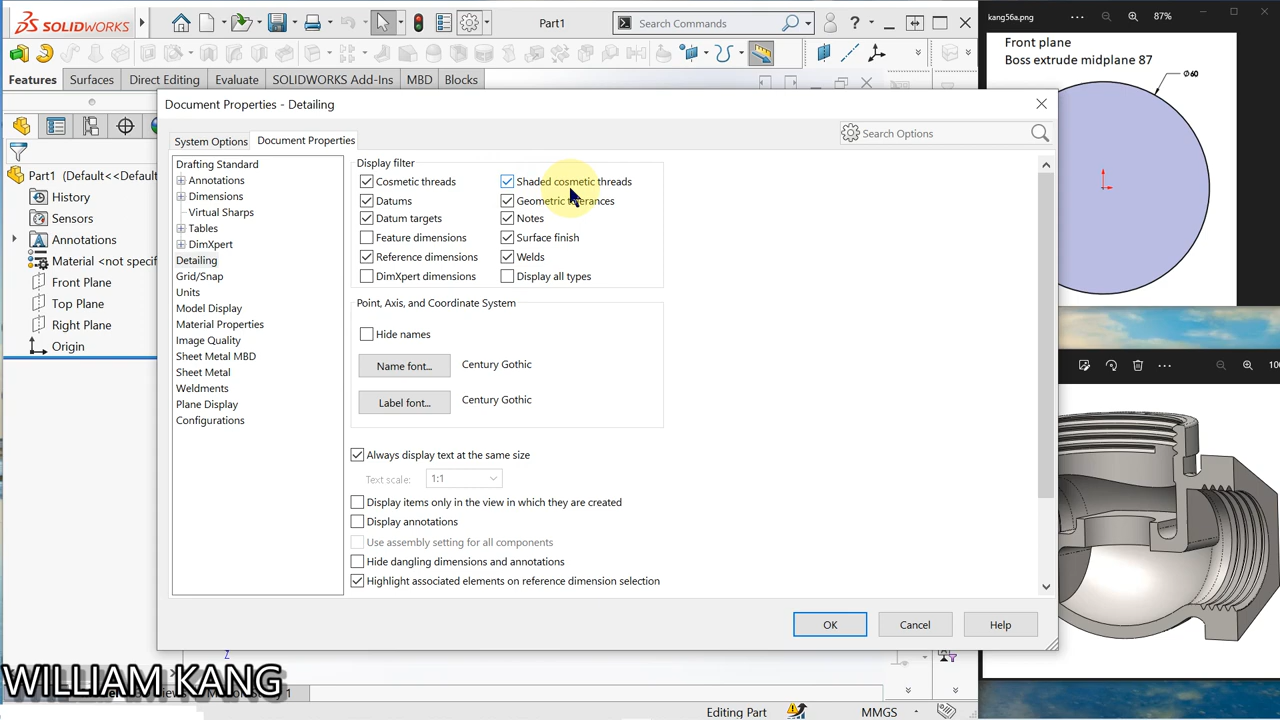 SOLIDWORKS
Part1
Search Commands
?
kang56a.png
87%
Features
Surfaces
Direct Editing
Evaluate
SOLIDWORKS Add-Ins
MBD
Blocks
Front plane
Boss extrude midplane 87
Ø60
Document Properties - Detailing
System Options
Document Properties
Search Options
Part1 (Default<<Default
History
Sensors
Annotations
Material <not specif
Front Plane
Top Plane
Right Plane
Origin
Drafting Standard
Annotations
Dimensions
Virtual Sharps
Tables
DimXpert
Detailing
Grid/Snap
Units
Model Display
Material Properties
Image Quality
Sheet Metal MBD
Sheet Metal
Weldments
Plane Display
Configurations
Display filter
Cosmetic threads
Shaded cosmetic threads
Datums
Geometric tolerances
Datum targets
Notes
Feature dimensions
Surface finish
Reference dimensions
Welds
DimXpert dimensions
Display all types
Point, Axis, and Coordinate System
Hide names
Name font...
Century Gothic
Label font...
Century Gothic
Always display text at the same size
Text scale:
1:1
Display items only in the view in which they are created
Display annotations
Use assembly setting for all components
Hide dangling dimensions and annotations
Highlight associated elements on reference dimension selection
OK
Cancel
Help
10
WILLIAM KANG
Editing Part
MMGS